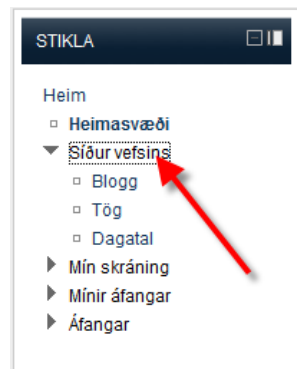 STIKLA
Heim
Heimasvæði
Síður vefsins
Blogg
Tög
Dagatal
Mín skráning
Mínir áfangar
Áfangar